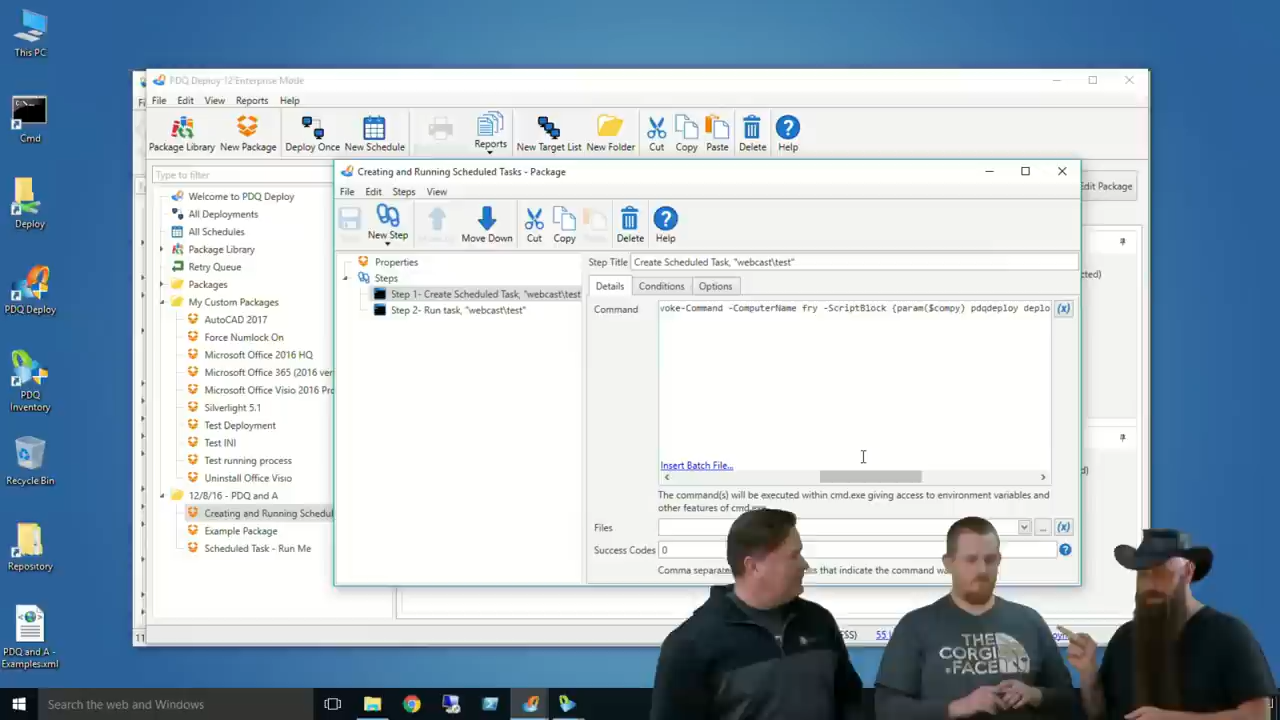 This PC
Cmd
Deploy
PDQ Deploy
PDQ
Inventory
Recycle Bin
Repository
PDQ and A -
Examples.xml
PDQ Deploy 12 Enterprise Mode
File Edit View Reports Help
Package Library New Package Deploy Once New Schedule Reports New Target List New Folder Cut Copy Paste Delete Help
Type to filter
Welcome to PDQ Deploy
All Deployments
All Schedules
Package Library
Retry Queue
Packages
My Custom Packages
AutoCAD 2017
Force Numlock On
Microsoft Office 2016 HQ
Microsoft Office 365 (2016 ver
Microsoft Office Visio 2016 Pr
Silverlight 5.1
Test Deployment
Test INI
Test running process
Uninstall Office Visio
12/8/16 - PDQ and A
Creating and Running Schedul
Example Package
Scheduled Task - Run Me
Edit Package
Creating and Running Scheduled Tasks - Package
File Edit Steps View
New Step Move Down Cut Copy Delete Help
Properties
Steps
Step 1- Create Scheduled Task, "webcast\test
Step 2- Run task, "webcast\test"
Step Title Create Scheduled Task, "webcast\test"
Details Conditions Options
Command voke-Command -ComputerName fry -ScriptBlock {param($compy) pdqdeploy deplo (x)
Insert Batch File...
The command(s) will be executed within cmd.exe giving access to environment variables and
other features of cmd.exe
Files ... (x)
Success Codes 0
Comma separate that indicate the command
THE
CORGI
FACE
Search the web and Windows